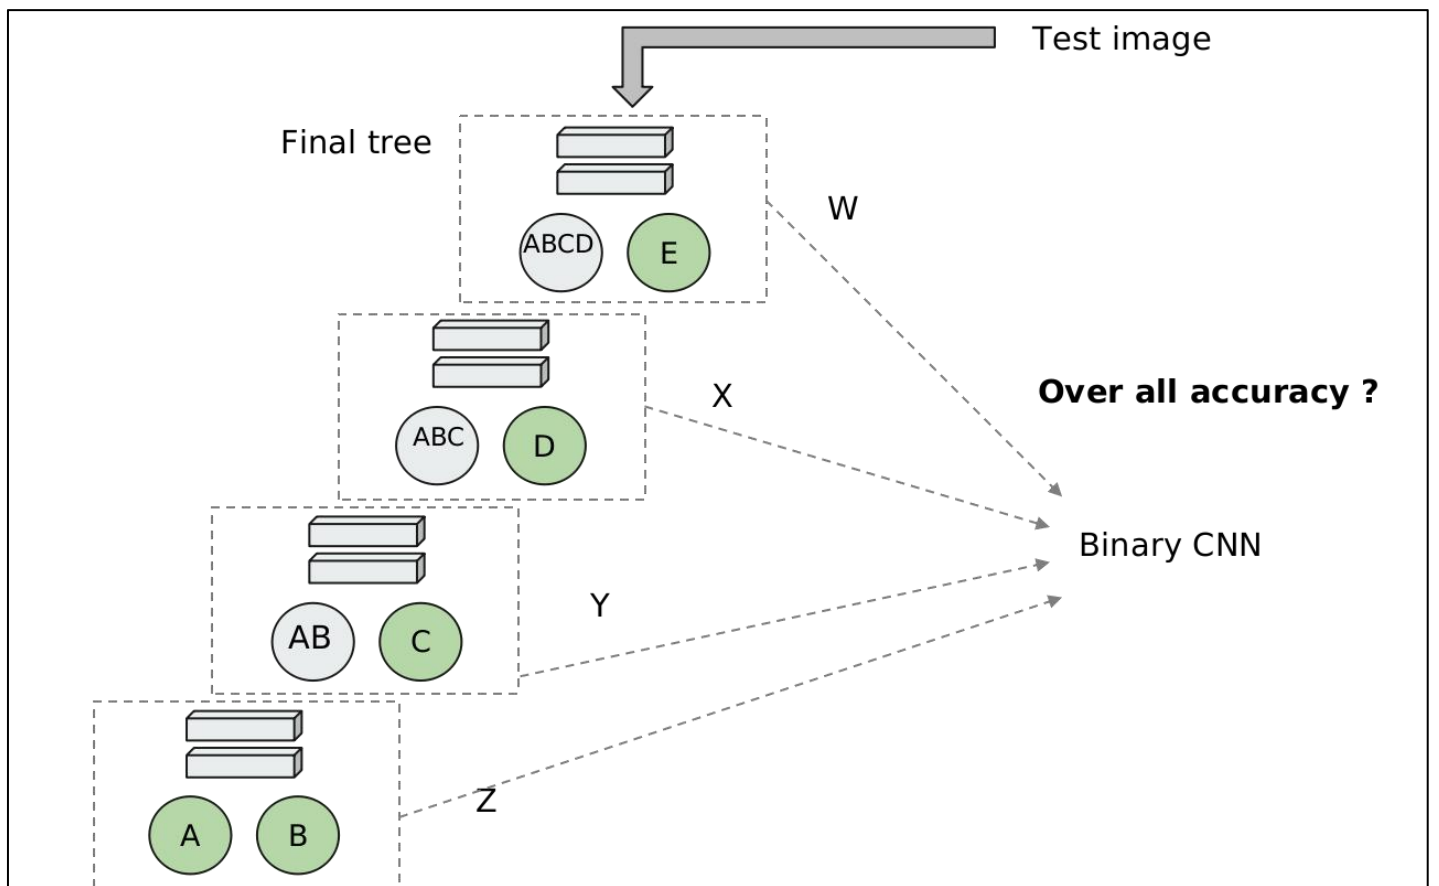 Test image
Final tree
W
ABCD
E
X
Over all accuracy ?
ABC
D
Binary CNN
Y
AB
C
Z
A
B